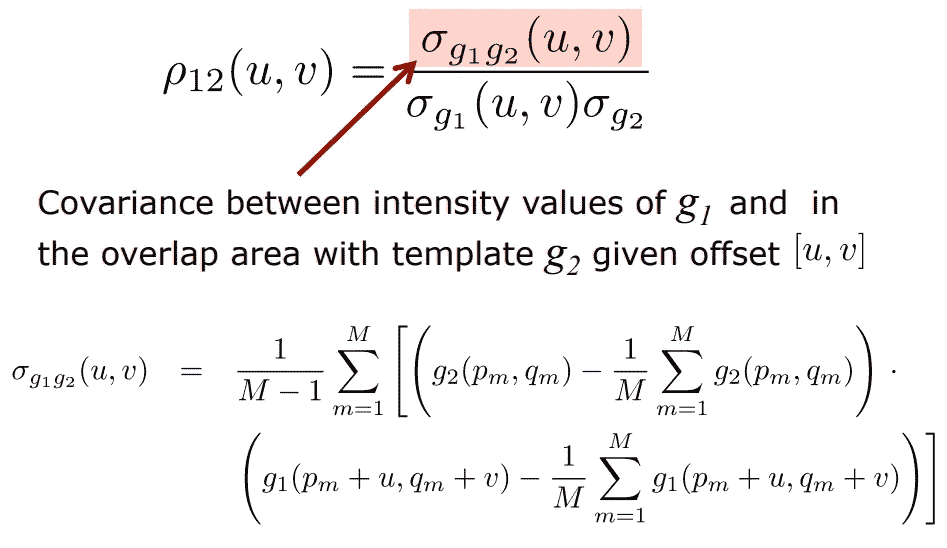 $\rho_{12}(u, v) = \frac{\sigma_{g_1 g_2}(u, v)}{\sigma_{g_1}(u, v)\sigma_{g_2}}$
Covariance between intensity values of $g_1$ and in
the overlap area with template $g_2$ given offset $[u, v]$
$\sigma_{g_1 g_2}(u, v) = \frac{1}{M-1} \sum_{m=1}^{M} \left[ \left( g_2(p_m, q_m) - \frac{1}{M} \sum_{m=1}^{M} g_2(p_m, q_m) \right) \cdot \right.$
$\left. \left( g_1(p_m + u, q_m + v) - \frac{1}{M} \sum_{m=1}^{M} g_1(p_m + u, q_m + v) \right) \right]$